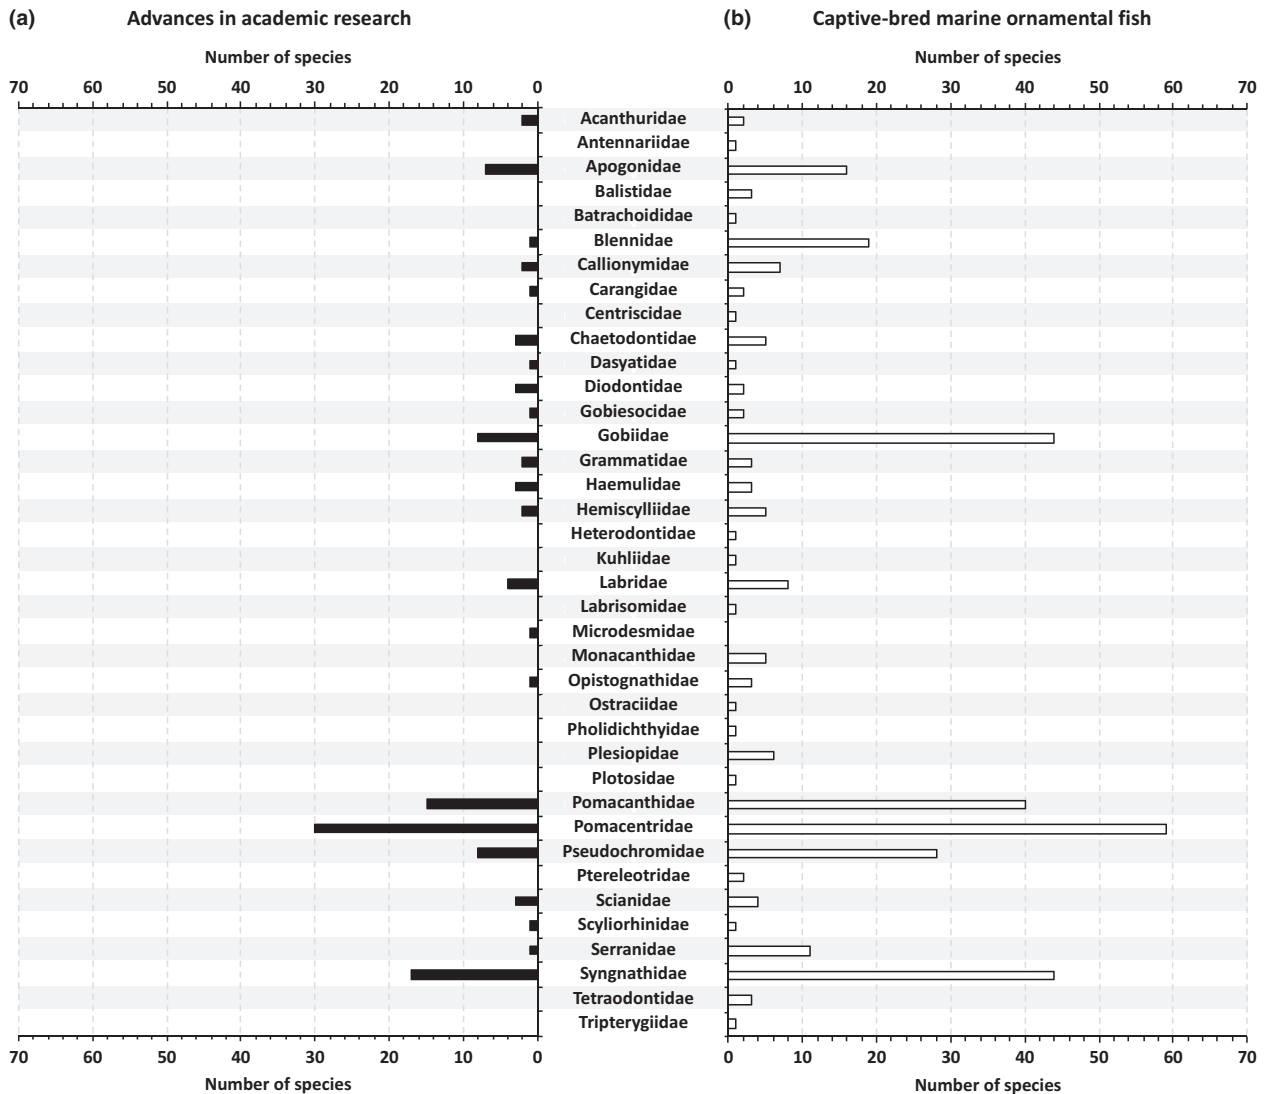 (a) Advances in academic research
(b) Captive-bred marine ornamental fish
Number of species
Number of species
70 60 50 40 30 20 10 0
0 10 20 30 40 50 60 70
Acanthuridae
Antennariidae
Apogonidae
Balistidae
Batrachoididae
Blennidae
Callionymidae
Carangidae
Centriscidae
Chaetodontidae
Dasyatidae
Diodontidae
Gobiesocidae
Gobiidae
Grammatidae
Haemulidae
Hemiscylliidae
Heterodontidae
Kuhliidae
Labridae
Labrisomidae
Microdesmidae
Monacanthidae
Opistognathidae
Ostraciidae
Pholidichthyidae
Plesiopidae
Plotosidae
Pomacanthidae
Pomacentridae
Pseudochromidae
Ptereleotridae
Scianidae
Scyliorhinidae
Serranidae
Syngnathidae
Tetraodontidae
Tripterygiidae
70 60 50 40 30 20 10 0
0 10 20 30 40 50 60 70
Number of species
Number of species